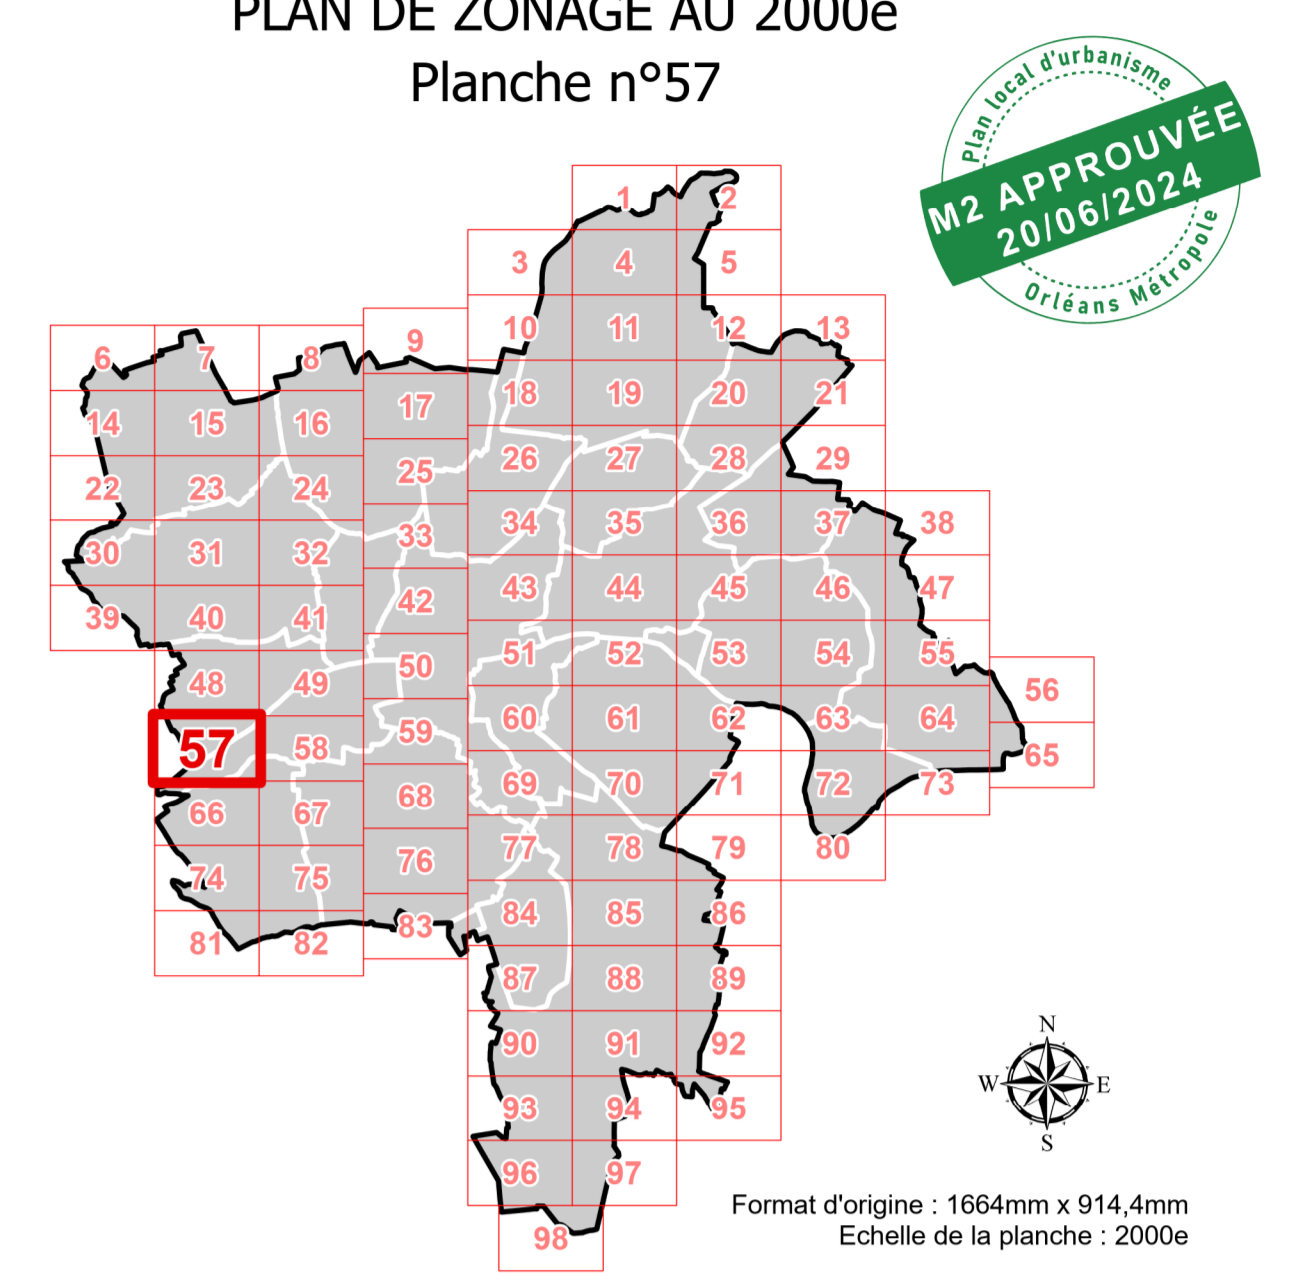 PLAN DE ZONAGE AU 2000e
Planche n°57
Plan local d'urbanisme
M2 APPROUVÉE
20/06/2024
Orléans Métropole
1 2
3 4 5
10 11 12 13
6 7 8 9
18 19 20 21
14 15 16 17
26 27 28 29
22 23 24 25
34 35 36 37 38
30 31 32 33
43 44 45 46 47
39 40 41 42
51 52 53 54 55
48 49 50
56
60 61 62 63 64
57 58 59
65
69 70 71 72 73
66 67 68
77 78 79 80
74 75 76
84 85 86
81 82 83
87 88 89
90 91 92
93 94 95
96 97
98
N
W E
S
Format d'origine : 1664mm x 914,4mm
Echelle de la planche : 2000e